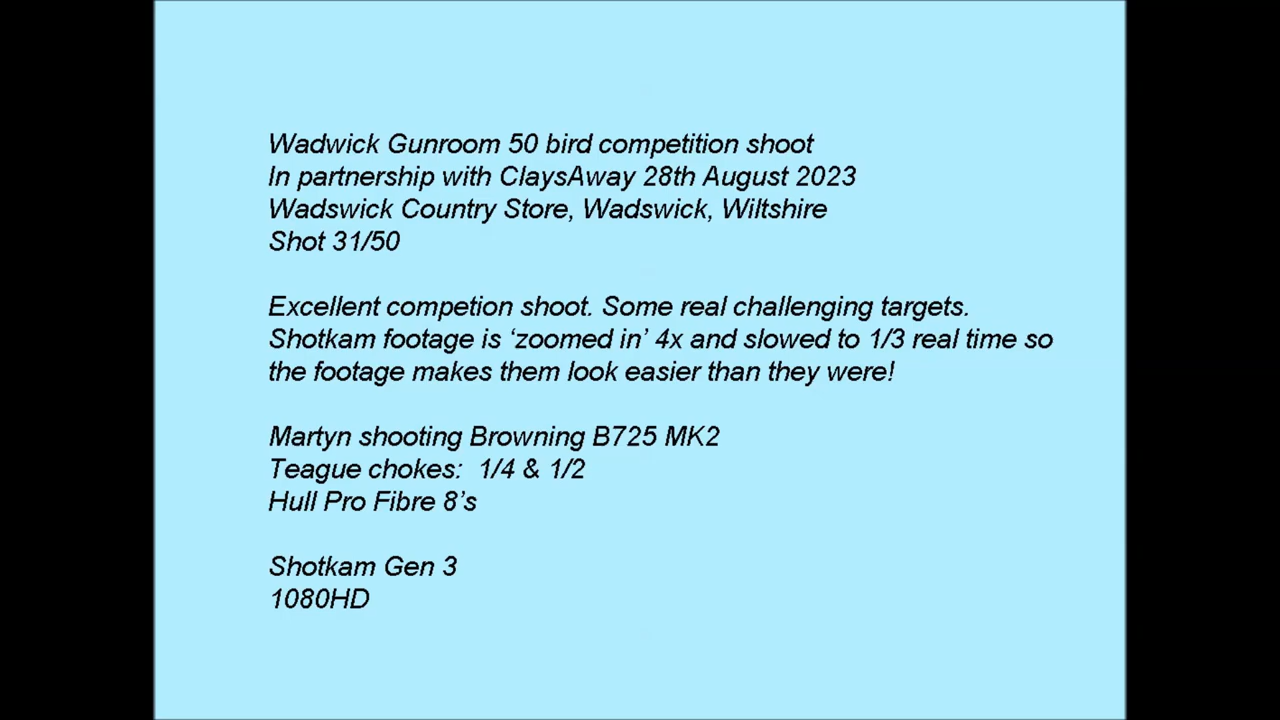 Wadwick Gunroom 50 bird competition shoot
In partnership with ClaysAway 28th August 2023
Wadswick Country Store, Wadswick, Wiltshire
Shot 31/50
Excellent competion shoot. Some real challenging targets.
Shotkam footage is ‘zoomed in’ 4x and slowed to 1/3 real time so
the footage makes them look easier than they were!
Martyn shooting Browning B725 MK2
Teague chokes:  1/4 & 1/2
Hull Pro Fibre 8’s
Shotkam Gen 3
1080HD